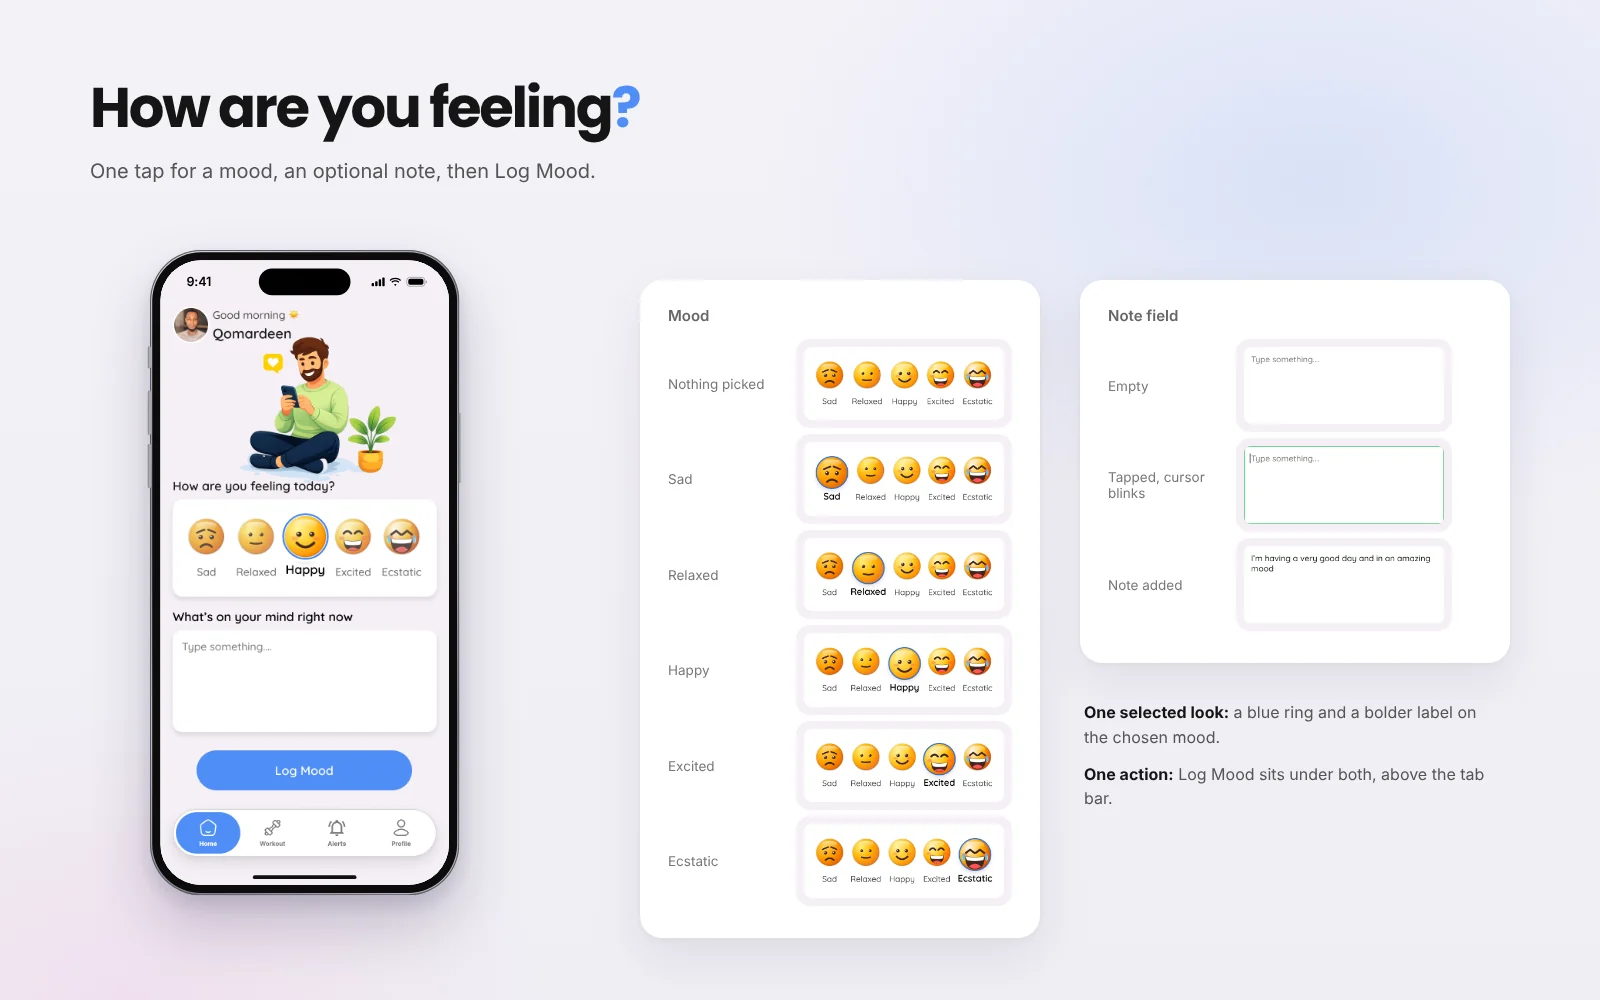 How are you feeling?
One tap for a mood, an optional note, then Log Mood.
9:41
Good morning
Qomardeen
How are you feeling today?
Sad Relaxed Happy Excited Ecstatic
What's on your mind right now
Type something...
Log Mood
Home Workout Alerts Profile
Mood
Nothing picked
Sad Relaxed Happy Excited Ecstatic
Sad
Sad Relaxed Happy Excited Ecstatic
Relaxed
Sad Relaxed Happy Excited Ecstatic
Happy
Sad Relaxed Happy Excited Ecstatic
Excited
Sad Relaxed Happy Excited Ecstatic
Ecstatic
Sad Relaxed Happy Excited Ecstatic
Note field
Empty
Type something...
Tapped, cursor
blinks
Type something...
Note added
I'm having a very good day and in an amazing
mood
One selected look: a blue ring and a bolder label on
the chosen mood.
One action: Log Mood sits under both, above the tab
bar.